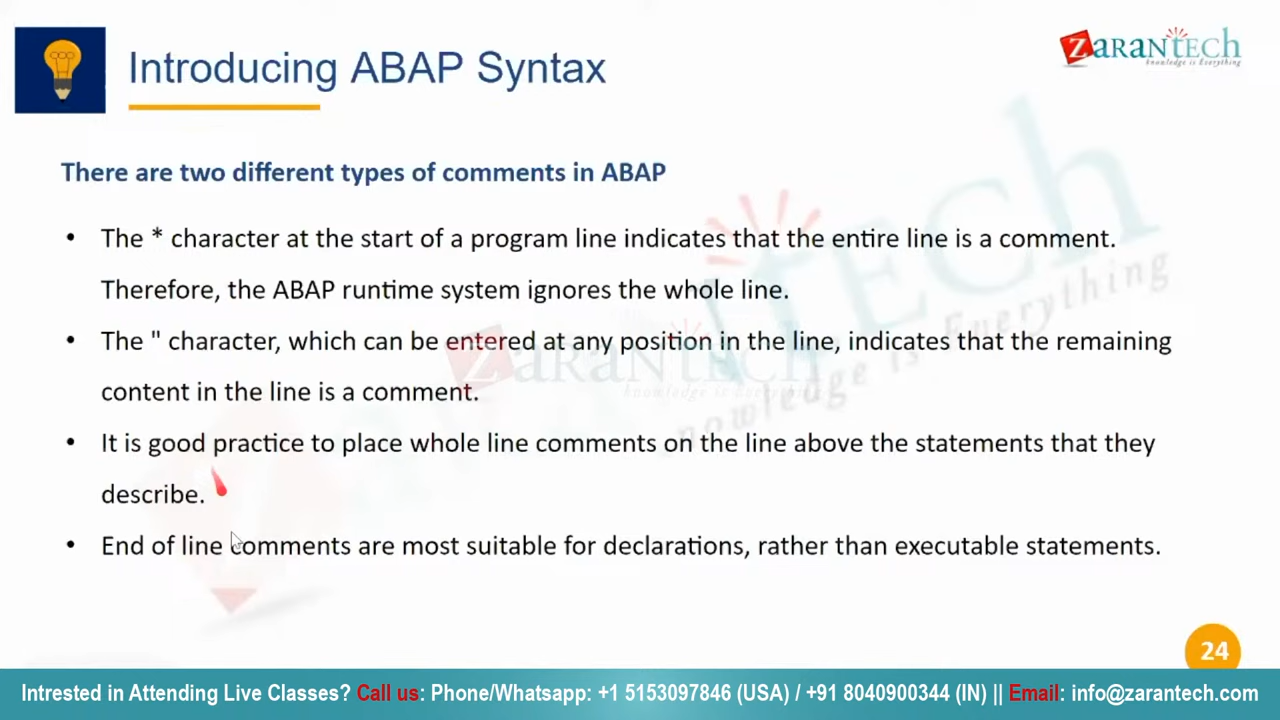 Introducing ABAP Syntax
ZARANTECH
knowledge is Everything
There are two different types of comments in ABAP
• The * character at the start of a program line indicates that the entire line is a comment.
Therefore, the ABAP runtime system ignores the whole line.
• The " character, which can be entered at any position in the line, indicates that the remaining
content in the line is a comment.
• It is good practice to place whole line comments on the line above the statements that they
describe.
• End of line comments are most suitable for declarations, rather than executable statements.
ZARANTECH
knowledge is Everything
24
Intrested in Attending Live Classes? Call us: Phone/Whatsapp: +1 5153097846 (USA) / +91 8040900344 (IN) || Email: info@zarantech.com